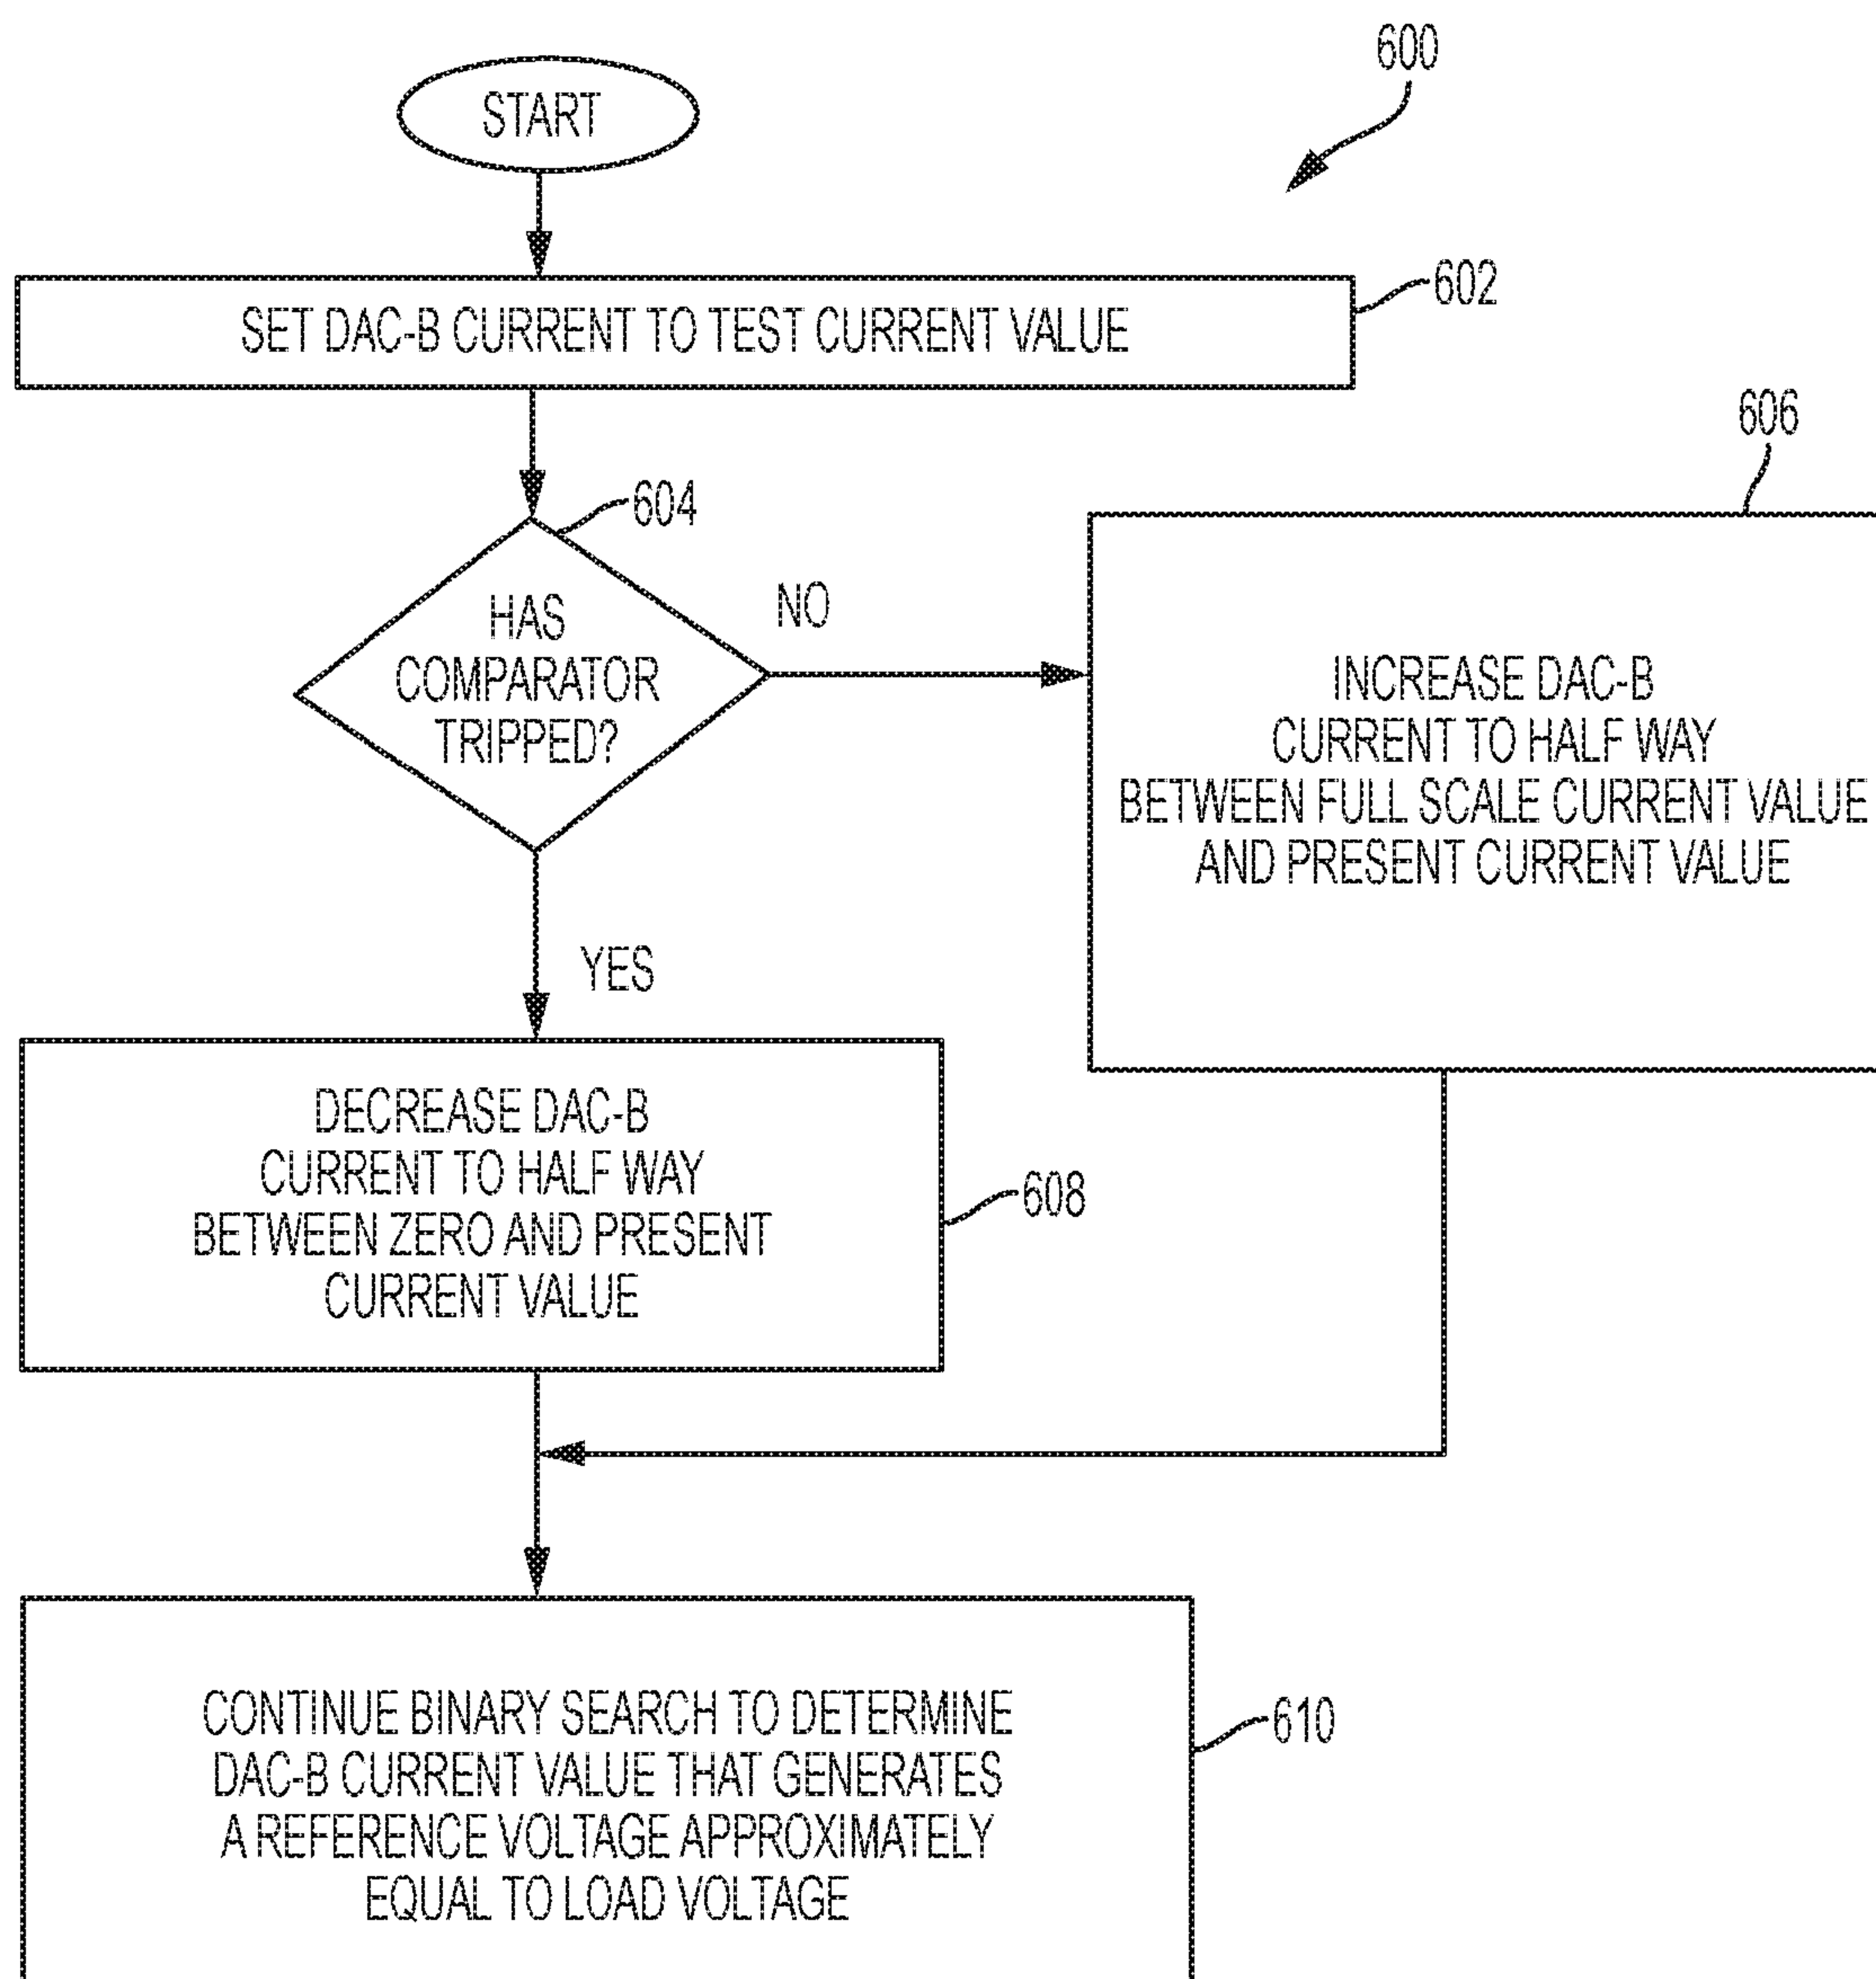 600
START
602
SET DAC-B CURRENT TO TEST CURRENT VALUE
606
604
HAS
COMPARATOR
TRIPPED?
NO
INCREASE DAC-B
CURRENT TO HALF WAY
BETWEEN FULL SCALE CURRENT VALUE
AND PRESENT CURRENT VALUE
YES
DECREASE DAC-B
CURRENT TO HALF WAY
BETWEEN ZERO AND PRESENT
CURRENT VALUE
608
CONTINUE BINARY SEARCH TO DETERMINE
DAC-B CURRENT VALUE THAT GENERATES
A REFERENCE VOLTAGE APPROXIMATELY
EQUAL TO LOAD VOLTAGE
610